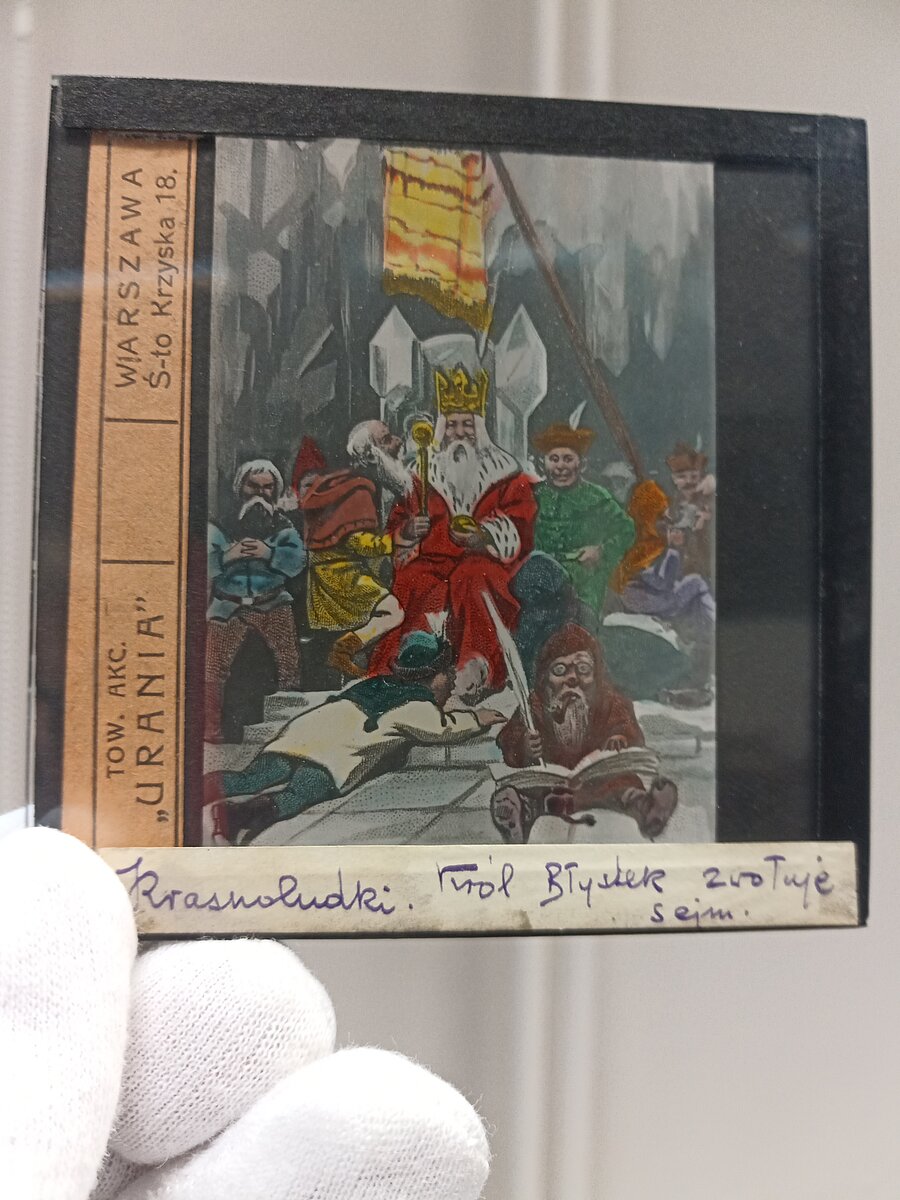 WARSZAWA
Ś-to Krzyska 18.
TOW. AKC.
„URANIA”
Krasnoludki. Król Błystek zwołuje
sejm.